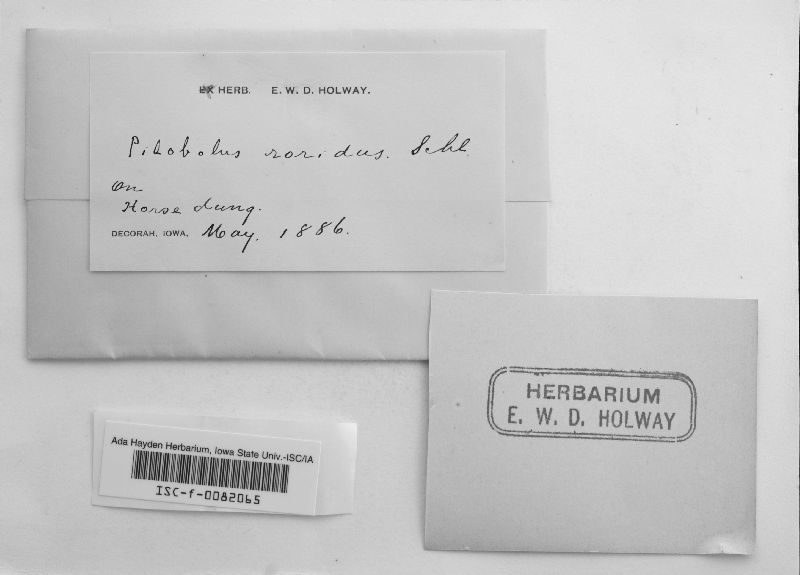 EX HERB. E. W. D. HOLWAY.
Pilobolus roridus. Schl.
On
Horse dung.
DECORAH, IOWA, May, 1886.
HERBARIUM
E. W. D. HOLWAY
Ada Hayden Herbarium, Iowa State Univ.-ISC/IA
ISC-f-0082065